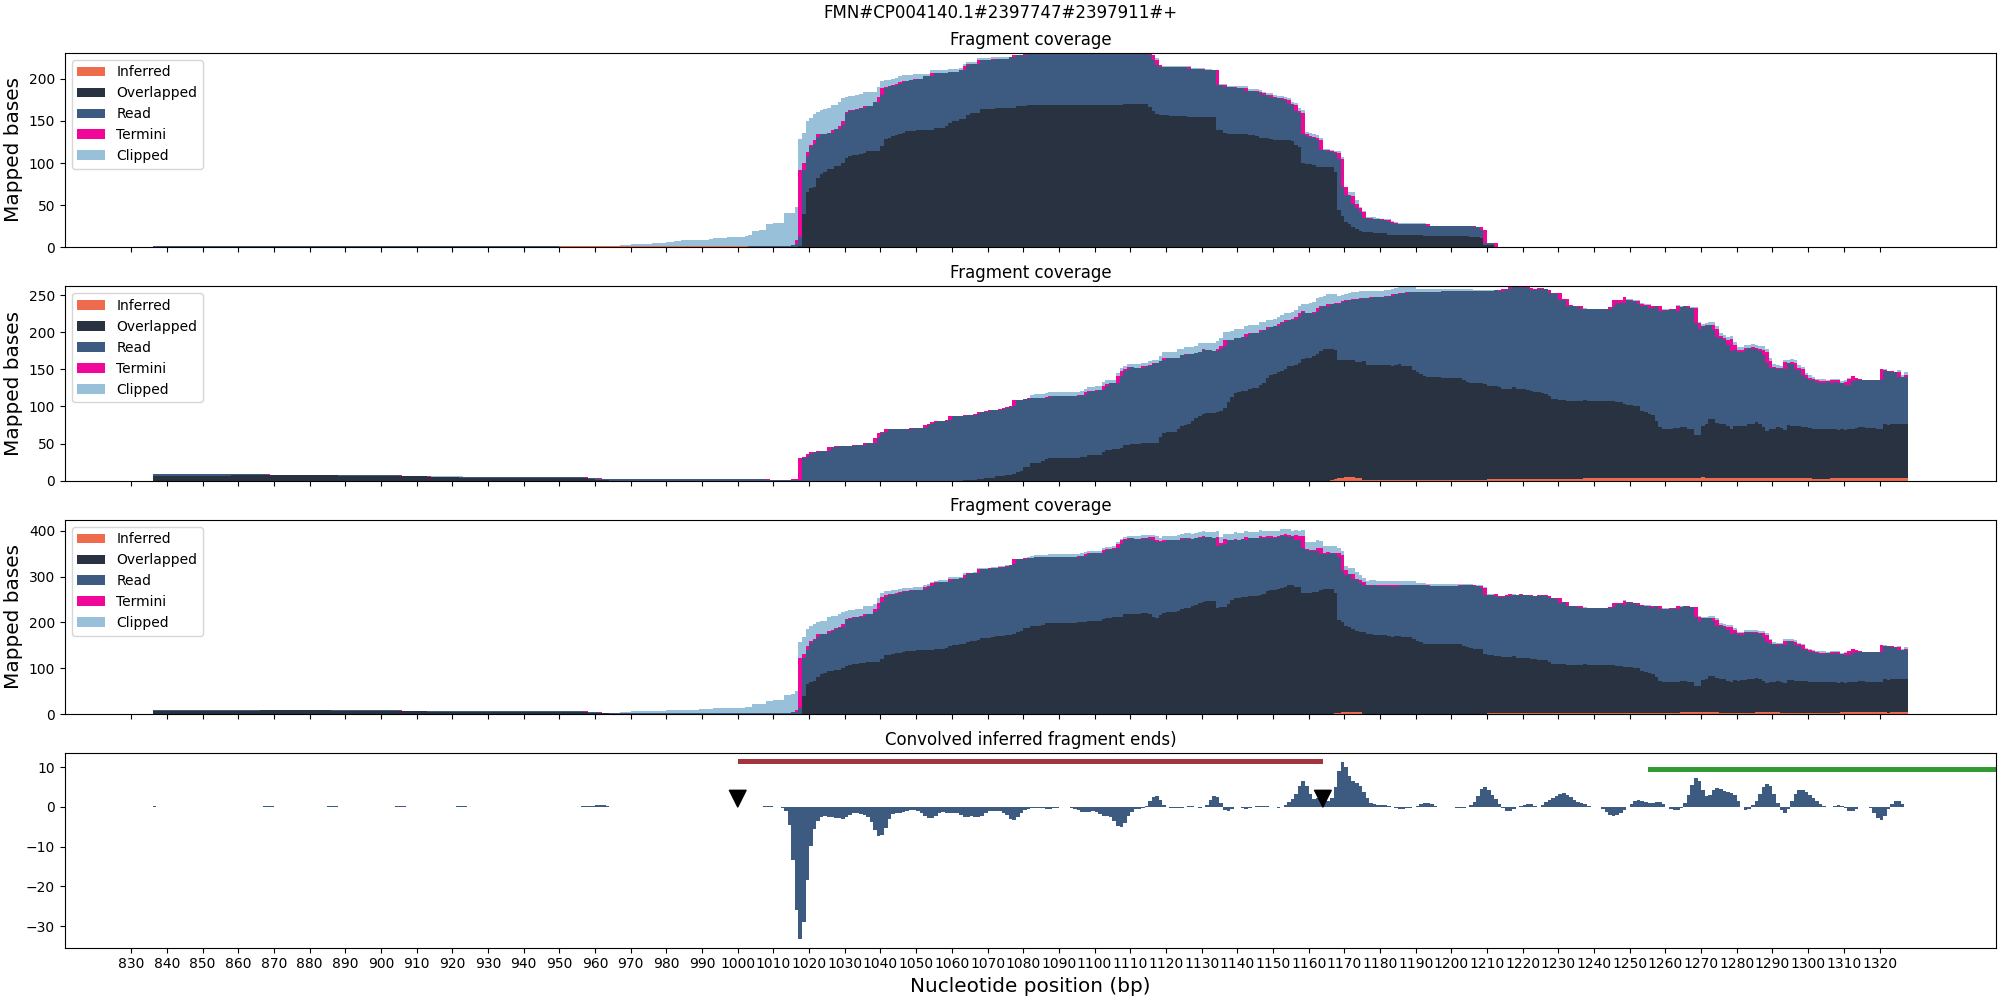 FMN#CP004140.1#2397747#2397911#+
Fragment coverage
Mapped bases
200
150
100
50
0
Inferred
Overlapped
Read
Termini
Clipped
Fragment coverage
Mapped bases
250
200
150
100
50
0
Inferred
Overlapped
Read
Termini
Clipped
Fragment coverage
Mapped bases
400
300
200
100
0
Inferred
Overlapped
Read
Termini
Clipped
Convolved inferred fragment ends)
10
0
−10
−20
−30
830 840 850 860 870 880 890 900 910 920 930 940 950 960 970 980 990 1000 1010 1020 1030 1040 1050 1060 1070 1080 1090 1100 1110 1120 1130 1140 1150 1160 1170 1180 1190 1200 1210 1220 1230 1240 1250 1260 1270 1280 1290 1300 1310 1320
Nucleotide position (bp)